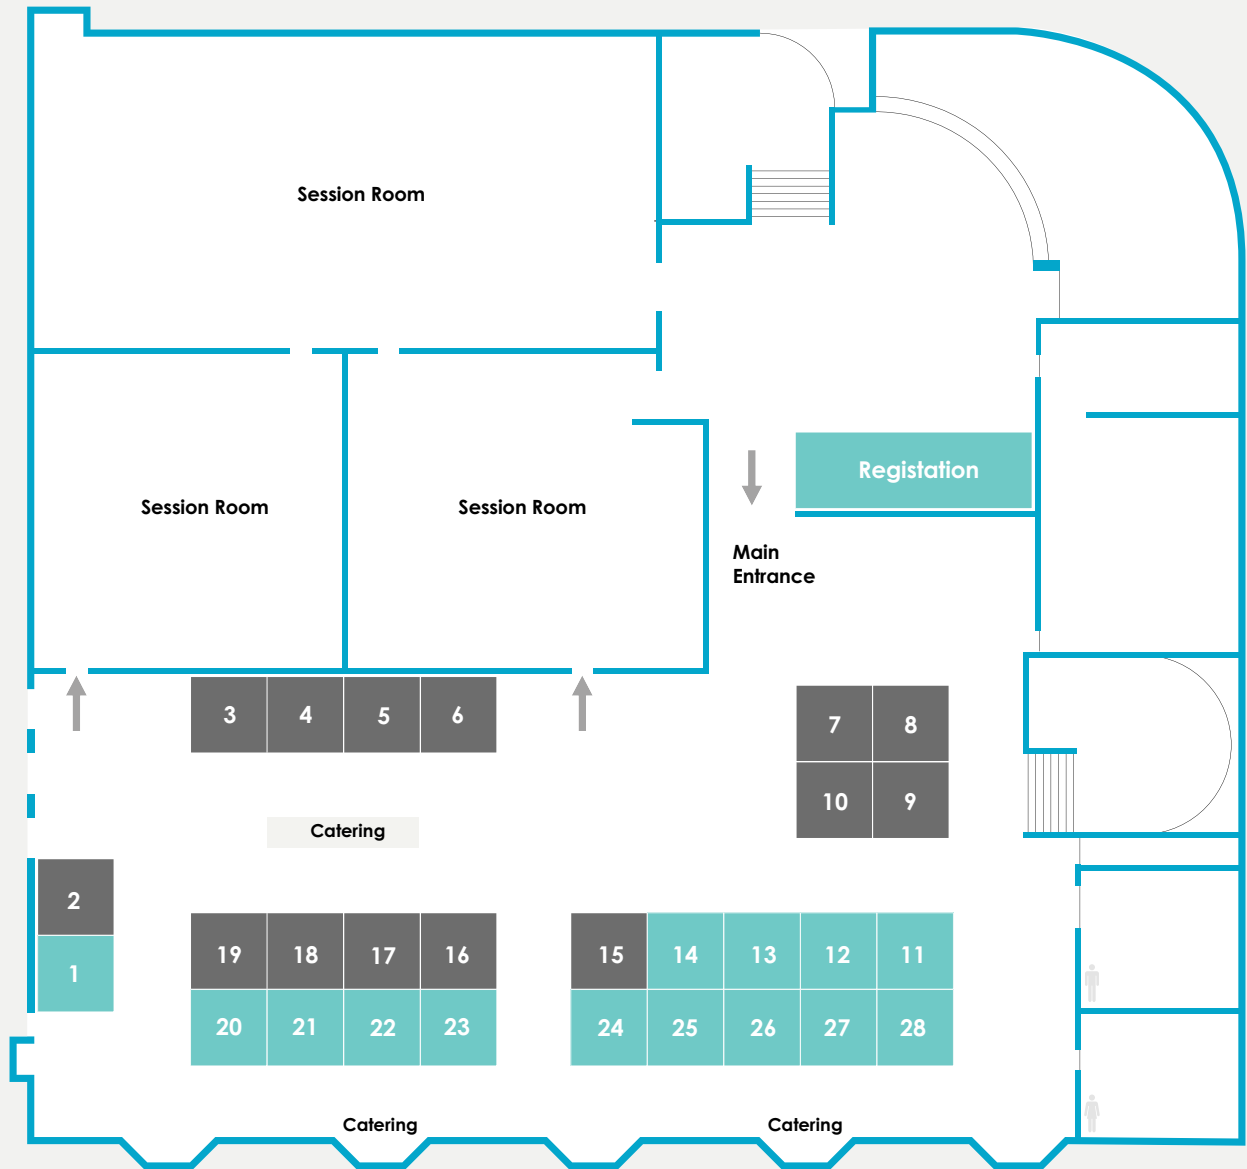 Session Room
Registation
Session Room
Session Room
Main
Entrance
3 4 5 6
7 8
10 9
Catering
2
1
19 18 17 16
15 14 13 12 11
20 21 22 23
24 25 26 27 28
Catering
Catering